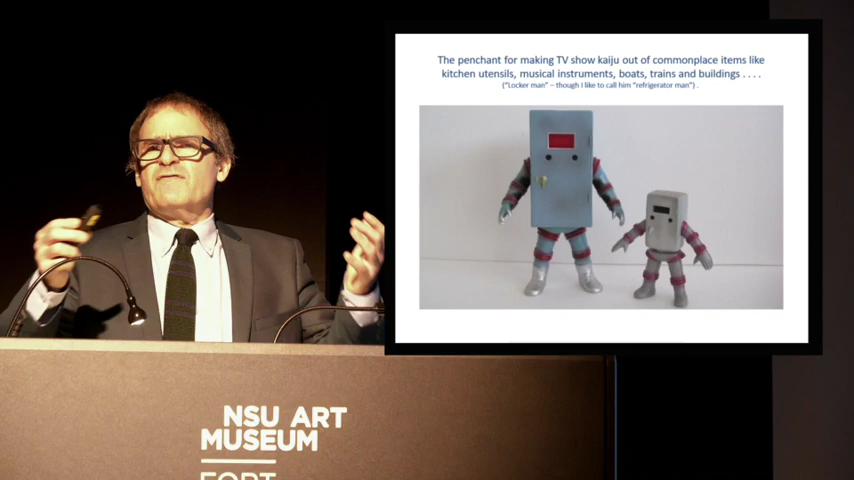 The penchant for making TV show kaiju out of commonplace items like
kitchen utensils, musical instruments, boats, trains and buildings . . . .
("Locker man" – though I like to call him "refrigerator man") .
NSU ART
MUSEUM
FORT